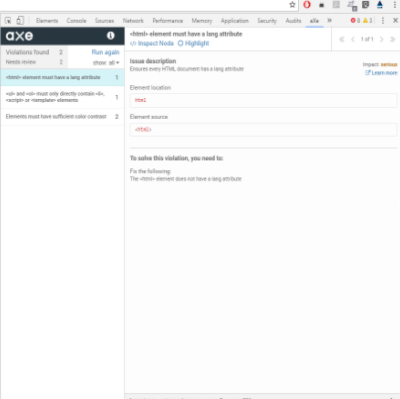 Elements Console Sources Network Performance Memory Application Security Audits aXe 8 3
axe
Violations found 2 Run again
Needs review 2 show: all
<html> element must have a lang attribute 1
<ul> and <ol> must only directly contain <li>, <script> or <template> elements 1
Elements must have sufficient color contrast 2
<html> element must have a lang attribute
</> Inspect Node Highlight
1 of 1
Issue description
Ensures every HTML document has a lang attribute
Impact: serious
Learn more
Element location
html
Element source
<html>
To solve this violation, you need to:
Fix the following:
The <html> element does not have a lang attribute